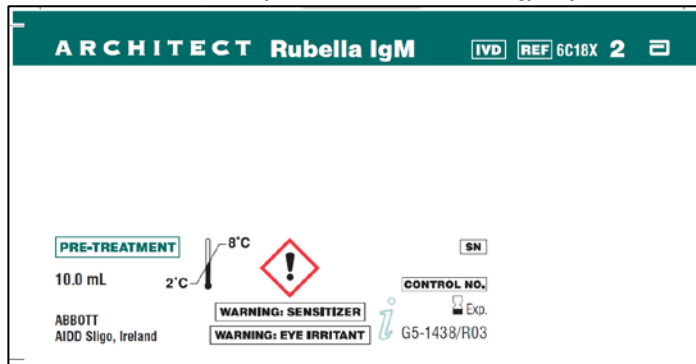 ARCHITECT Rubella IgM IVD REF 6C18X 2
PRE-TREATMENT
10.0 mL
2°C
8°C
ABBOTT
AIDD Sligo, Ireland
WARNING: SENSITIZER
WARNING: EYE IRRITANT
SN
CONTROL NO.
Exp.
G5-1438/R03